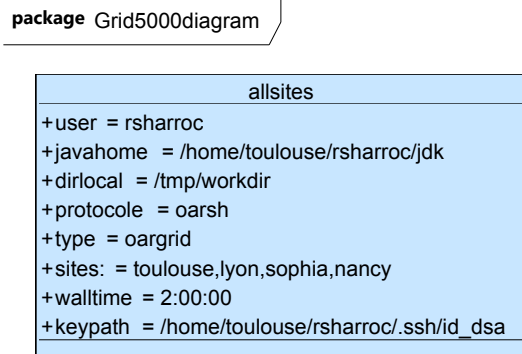 package Grid5000diagram
allsites
+user = rsharroc
+javahome = /home/toulouse/rsharroc/jdk
+dirlocal = /tmp/workdir
+protocole = oarsh
+type = oargrid
+sites: = toulouse,lyon,sophia,nancy
+walltime = 2:00:00
+keypath = /home/toulouse/rsharroc/.ssh/id_dsa